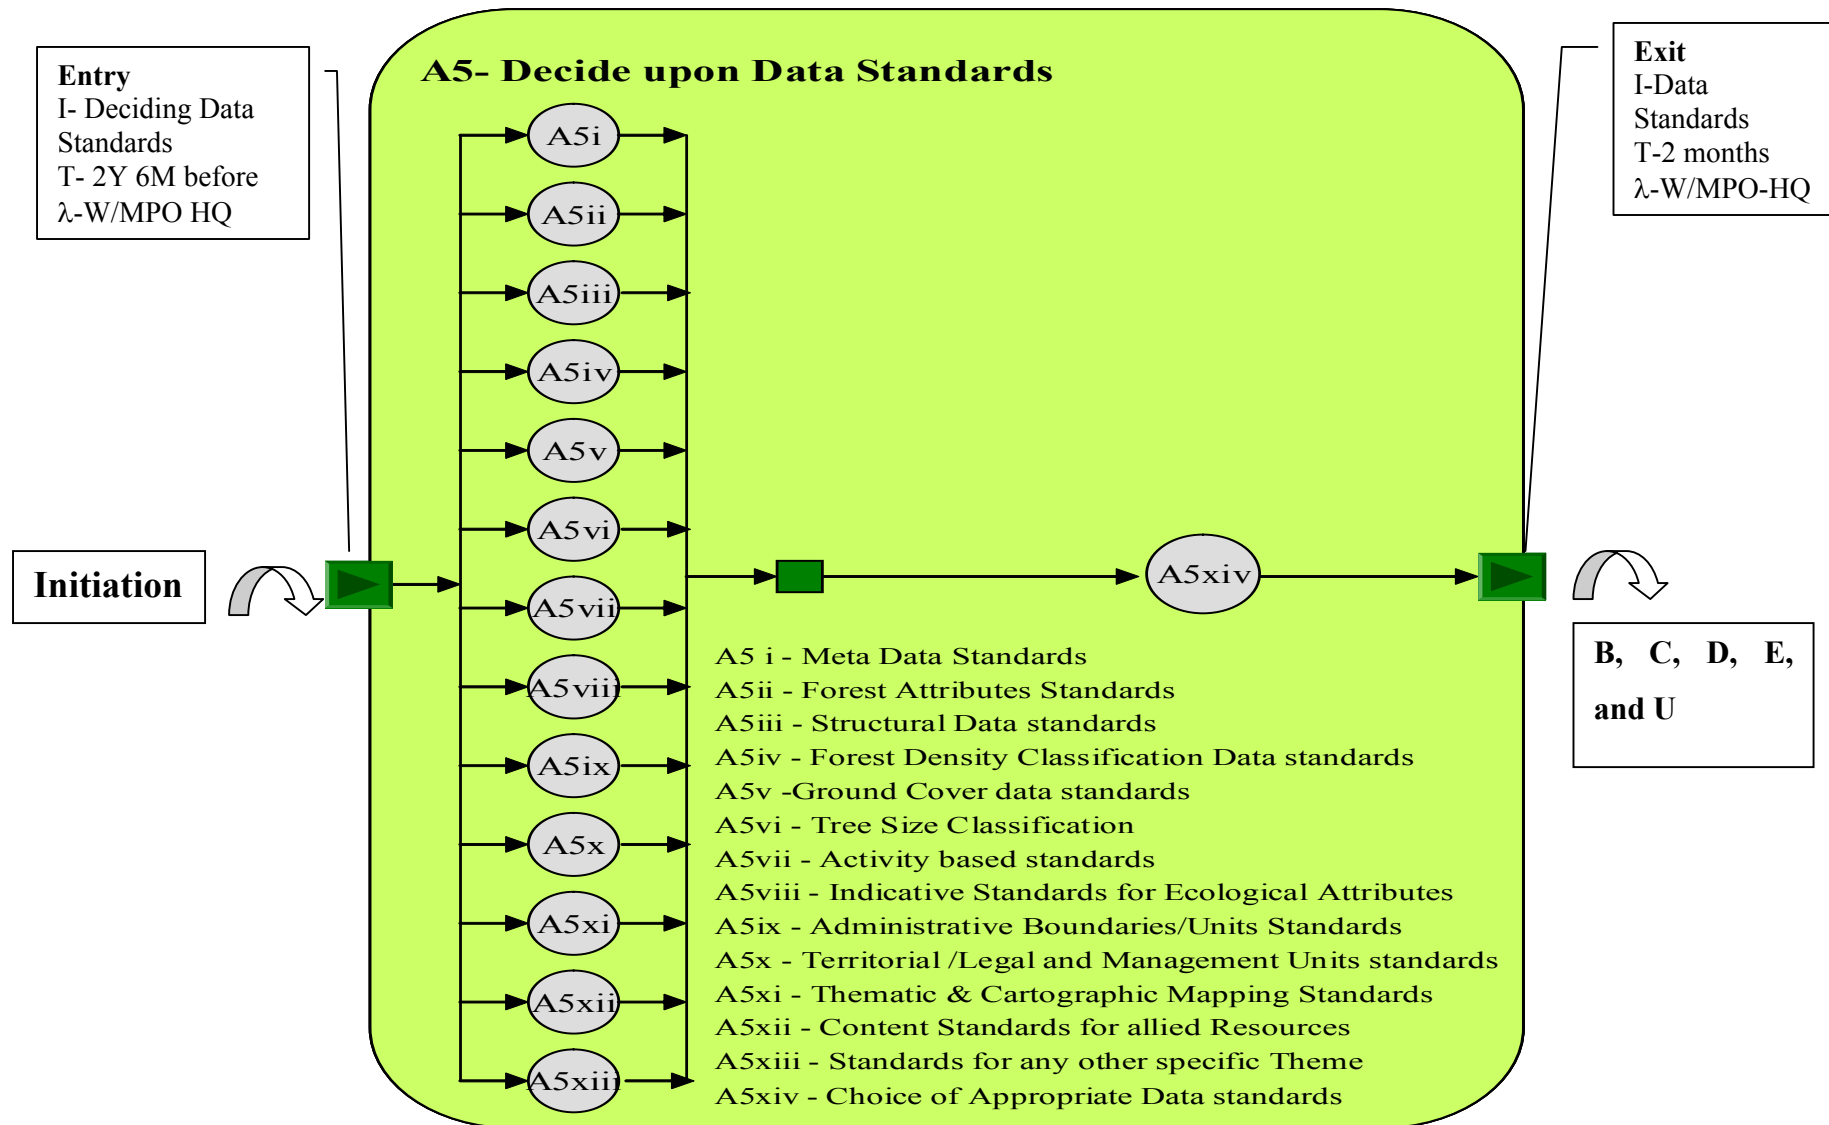 Entry
I- Deciding Data
Standards
T- 2Y 6M before
λ-W/MPO HQ
A5- Decide upon Data Standards
Exit
I-Data
Standards
T-2 months
λ-W/MPO-HQ
A5i
A5ii
A5iii
A5iv
A5v
A5vi
A5vii
A5viii
A5ix
A5x
A5xi
A5xii
A5xiii
Initiation
A5xiv
B, C, D, E,
and U
A5 i - Meta Data Standards
A5ii - Forest Attributes Standards
A5iii - Structural Data standards
A5iv - Forest Density Classification Data standards
A5v -Ground Cover data standards
A5vi - Tree Size Classification
A5vii - Activity based standards
A5viii - Indicative Standards for Ecological Attributes
A5ix - Administrative Boundaries/Units Standards
A5x - Territorial /Legal and Management Units standards
A5xi - Thematic & Cartographic Mapping Standards
A5xii - Content Standards for allied Resources
A5xiii - Standards for any other specific Theme
A5xiv - Choice of Appropriate Data standards